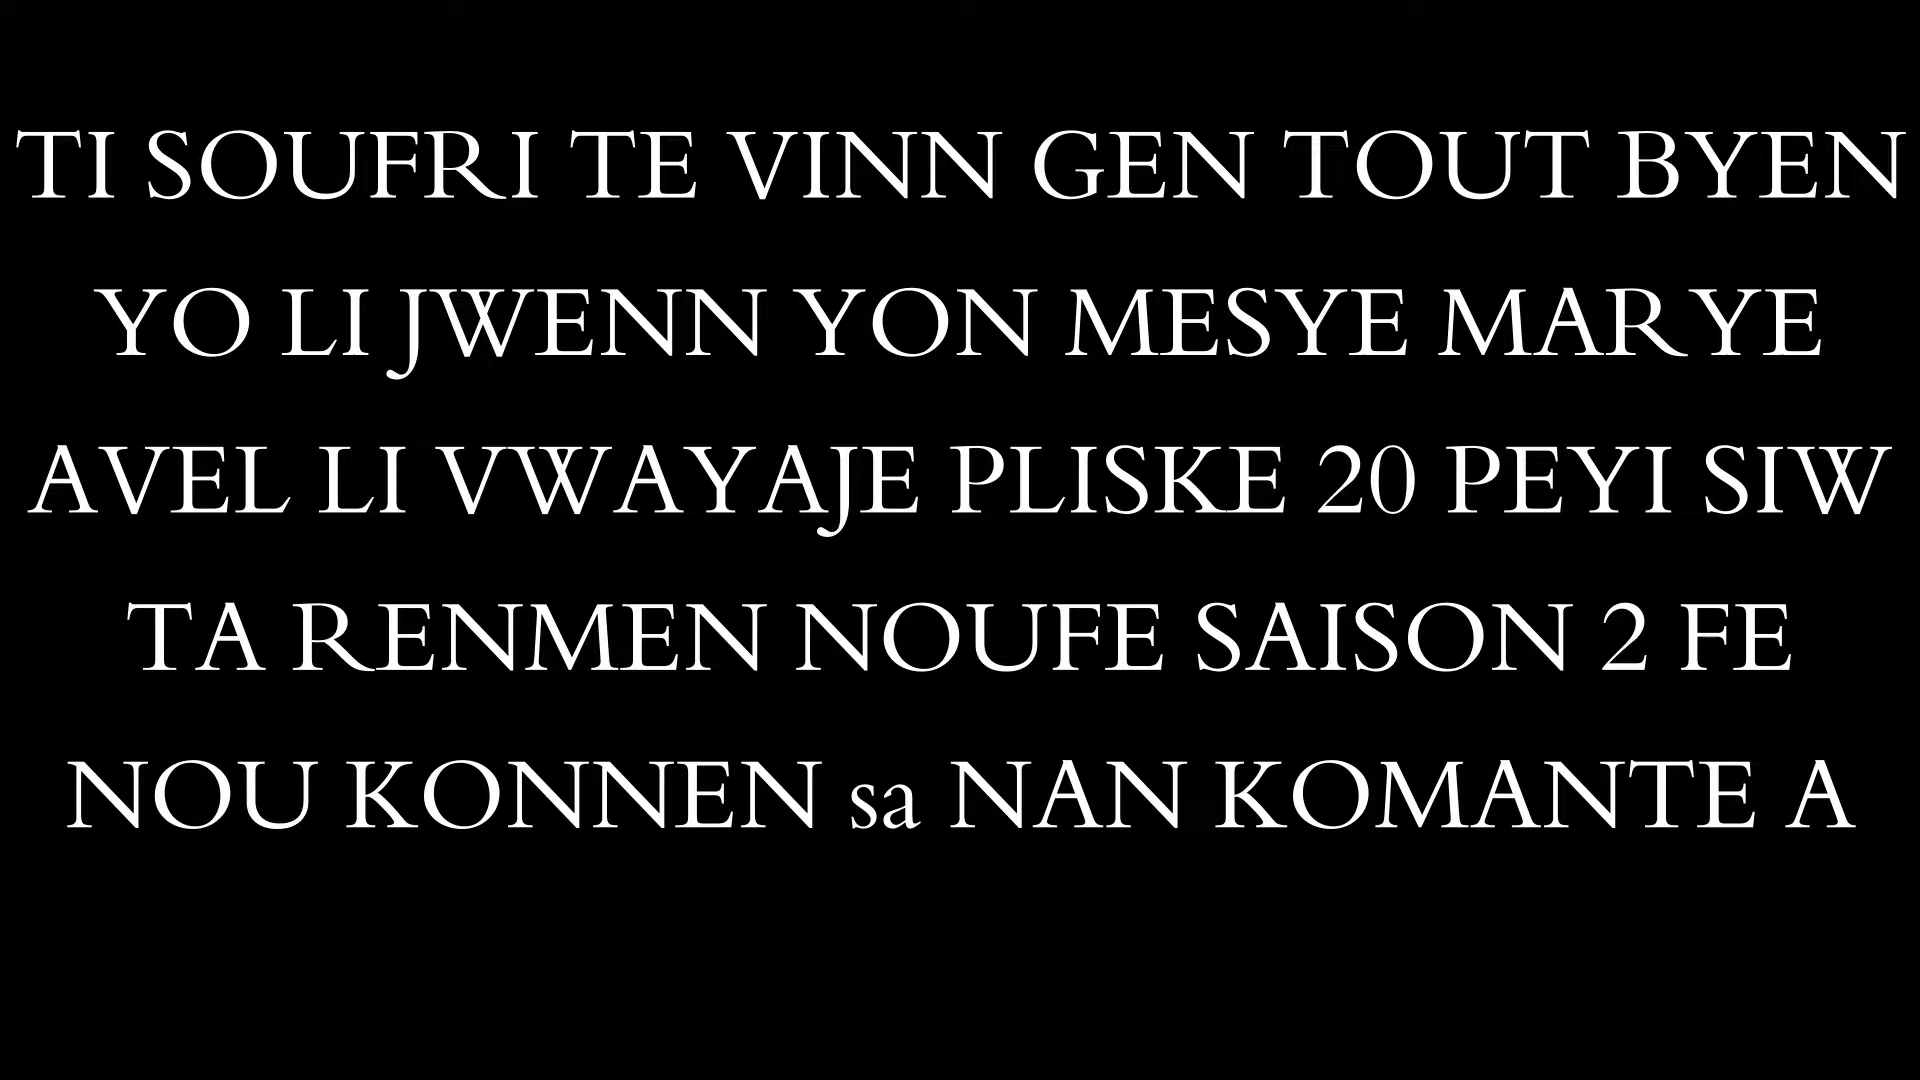 TI SOUFRI TE VINN GEN TOUT BYEN
YO LI JWENN YON MESYE MARYE
AVEL LI VWAYAJE PLISKE 20 PEYI SIW
TA RENMEN NOUFE SAISON 2 FE
NOU KONNEN sa NAN KOMANTE A